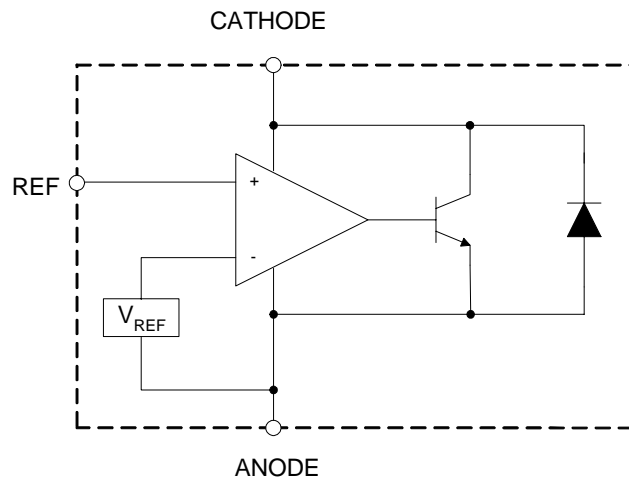 CATHODE
REF
+
-
VREF
ANODE